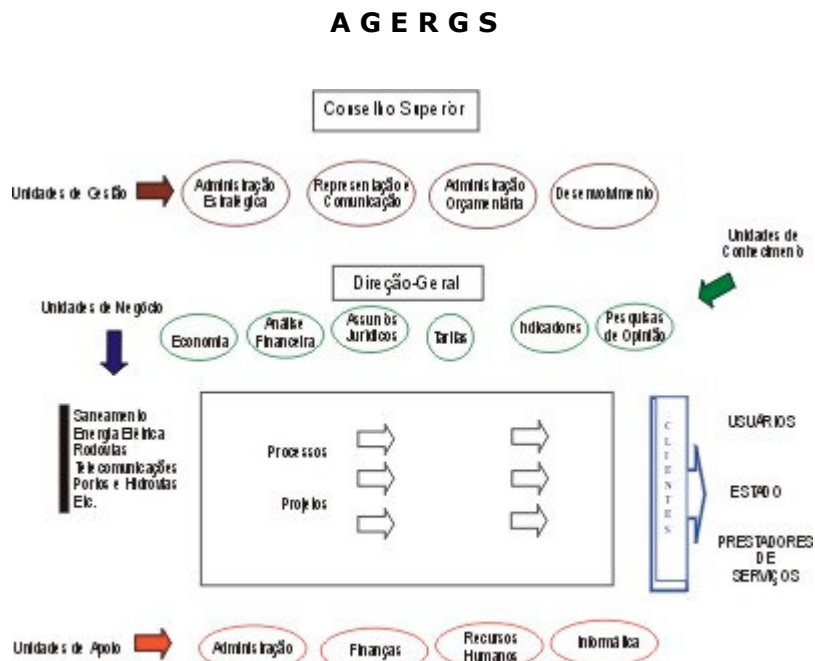 A G E R G S
Conselho Superior
Unidades de Gestão
Administração
Estratégica
Representação e
Comunicação
Administração
Orçamentária
Desenvolvimento
Unidades de
Conhecimento
Direção-Geral
Unidades de Negócio
Economia
Análise
Financeira
Assuntos
Jurídicos
Tarifas
Indicadores
Pesquisas
de Opinião
Saneamento
Energia Elétrica
Rodovias
Telecomunicações
Portos e Hidrovias
Etc.
Processos
Projetos
CLIENTES
USUÁRIOS
ESTADO
PRESTADORES
DE
SERVIÇOS
Unidades de Apoio
Administração
Finanças
Recursos
Humanos
Informática